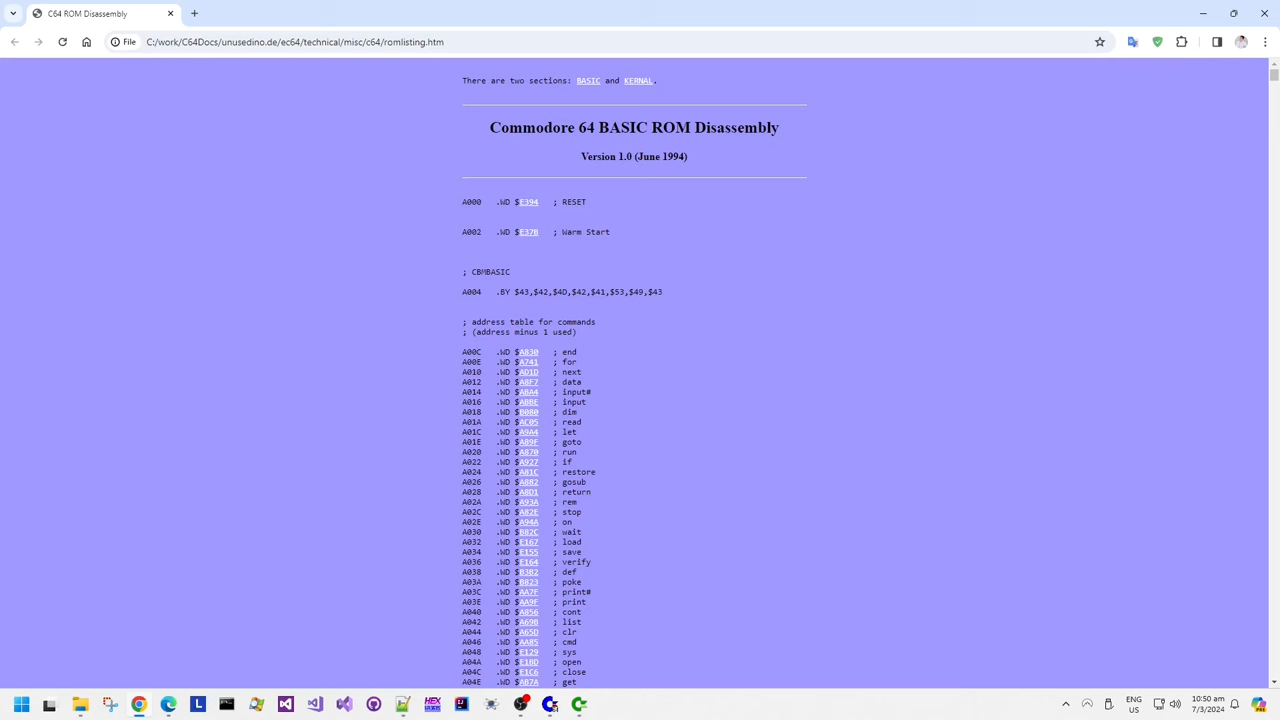 C64 ROM Disassembly
File
C:/work/C64Docs/unusedino.de/ec64/technical/misc/c64/romlisting.htm
There are two sections: BASIC and KERNAL.
Commodore 64 BASIC ROM Disassembly
Version 1.0 (June 1994)
A000 .WD $E394 ; RESET
A002 .WD $E37B ; Warm Start
; CBMBASIC
A004 .BY $43,$42,$4D,$42,$41,$53,$49,$43
; address table for commands
; (address minus 1 used)
A00C .WD $A830 ; end
A00E .WD $A741 ; for
A010 .WD $AD1D ; next
A012 .WD $A8F7 ; data
A014 .WD $ABA4 ; input#
A016 .WD $ABBE ; input
A018 .WD $B080 ; dim
A01A .WD $AC05 ; read
A01C .WD $A9A4 ; let
A01E .WD $A89F ; goto
A020 .WD $A870 ; run
A022 .WD $A927 ; if
A024 .WD $A81C ; restore
A026 .WD $A882 ; gosub
A028 .WD $A8D1 ; return
A02A .WD $A93A ; rem
A02C .WD $A82E ; stop
A02E .WD $A94A ; on
A030 .WD $B82C ; wait
A032 .WD $E167 ; load
A034 .WD $E155 ; save
A036 .WD $E164 ; verify
A038 .WD $B3B2 ; def
A03A .WD $B823 ; poke
A03C .WD $AA7F ; print#
A03E .WD $AA9F ; print
A040 .WD $A856 ; cont
A042 .WD $A69B ; list
A044 .WD $A65D ; clr
A046 .WD $AA85 ; cmd
A048 .WD $E129 ; sys
A04A .WD $E1BD ; open
A04C .WD $E1C6 ; close
A04E .WD $AB7A ; get
HEX
ENG
US
10:50 am
7/3/2024